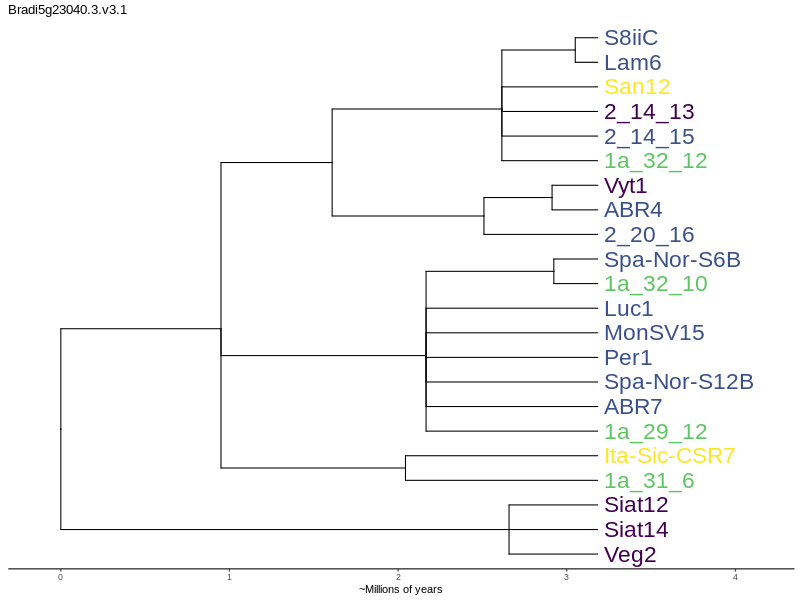 Bradi5g23040.3.v3.1
S8iiC
Lam6
San12
2_14_13
2_14_15
1a_32_12
Vyt1
ABR4
2_20_16
Spa-Nor-S6B
1a_32_10
Luc1
MonSV15
Per1
Spa-Nor-S12B
ABR7
1a_29_12
Ita-Sic-CSR7
1a_31_6
Siat12
Siat14
Veg2
0 1 2 3 4
~Millions of years